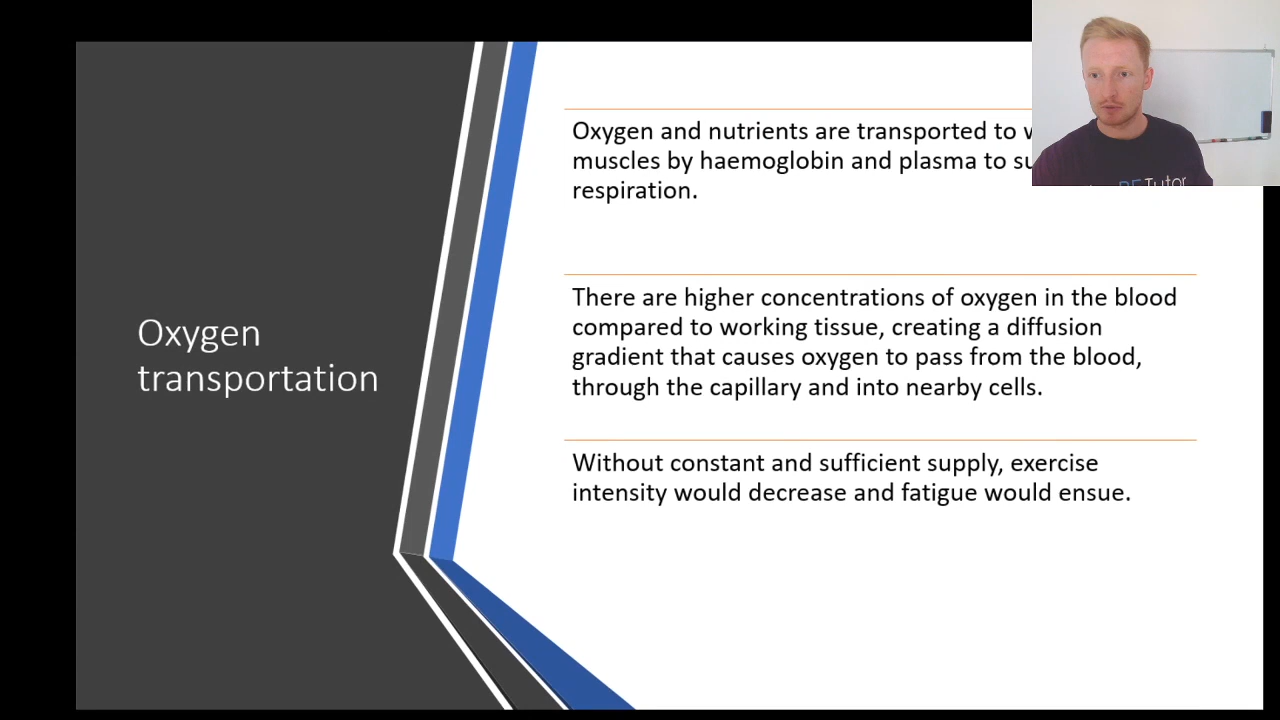 Oxygen
transportation
Oxygen and nutrients are transported to
muscles by haemoglobin and plasma to
respiration.
There are higher concentrations of oxygen in the blood
compared to working tissue, creating a diffusion
gradient that causes oxygen to pass from the blood,
through the capillary and into nearby cells.
Without constant and sufficient supply, exercise
intensity would decrease and fatigue would ensue.
Tutor